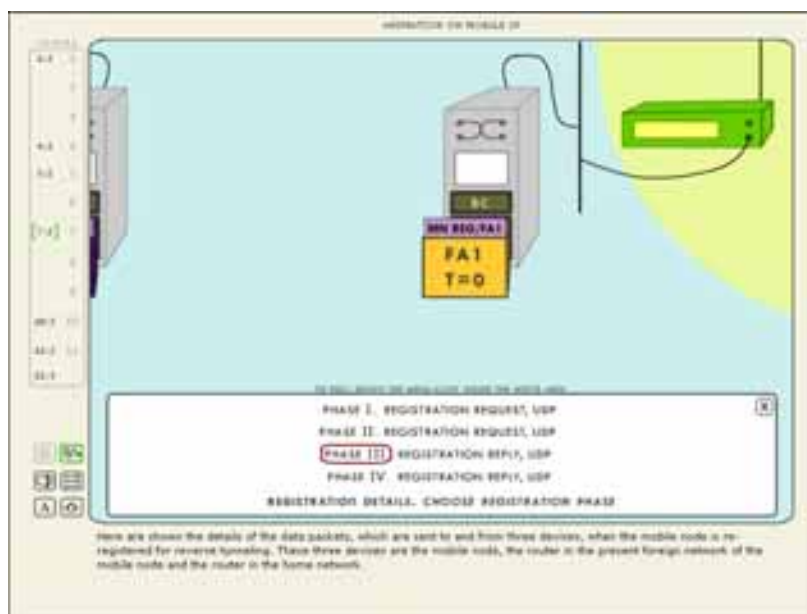 ANIMATION ON MOBILE IP
BC
MN REG/FA1
FA1
T=0
PHASE I. REGISTRATION REQUEST, UDP
PHASE II. REGISTRATION REQUEST, UDP
PHASE III. REGISTRATION REPLY, UDP
PHASE IV. REGISTRATION REPLY, UDP
REGISTRATION DETAILS. CHOOSE REGISTRATION PHASE
X
A
Here are shown the details of the data packets, which are sent to and from three devices, when the mobile node is re-
registered for reverse tunneling. These three devices are the mobile node, the router in the present foreign network of the
mobile node and the router in the home network.